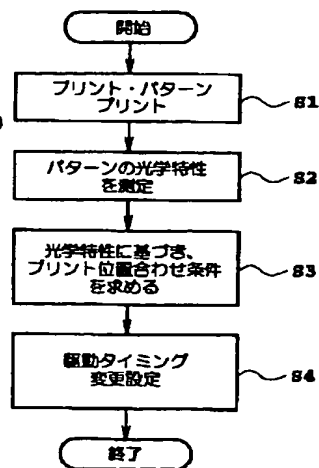 開始
プリント・パターン
プリント
S1
パターンの光学特性
を測定
S2
光学特性に基づき、
プリント位置合わせ条件
を求める
S3
駆動タイミング
変更設定
S4
終了